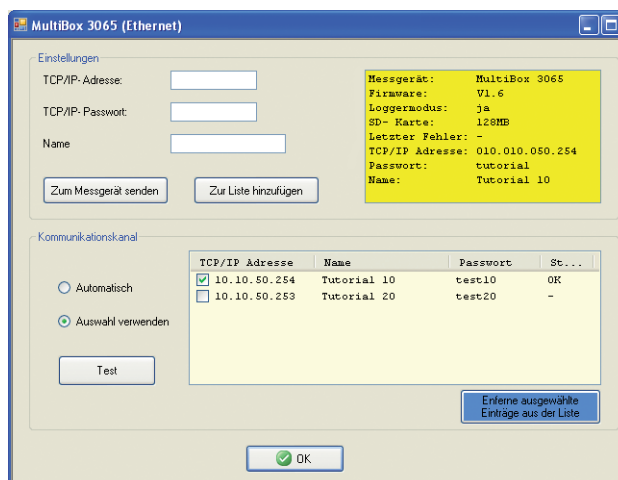 MultiBox 3065 (Ethernet)
Einstellungen
TCP/IP- Adresse:
TCP/IP- Passwort:
Name
Zum Messgerät senden
Zur Liste hinzufügen
Messgerät: MultiBox 3065
Firmware: V1.6
Loggermodus: ja
SD- Karte: 128MB
Letzter Fehler: -
TCP/IP Adresse: 010.010.050.254
Passwort: tutorial
Name: Tutorial 10
Kommunikationskanal
Automatisch
Auswahl verwenden
Test
TCP/IP Adresse Name Passwort St...
10.10.50.254 Tutorial 10 test10 OK
10.10.50.253 Tutorial 20 test20 -
Enferne ausgewählte
Einträge aus der Liste
OK